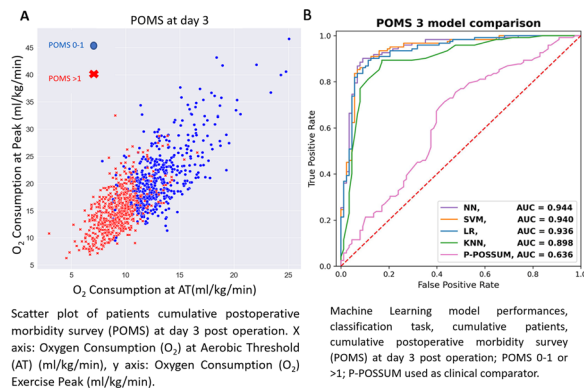 A
POMS at day 3
POMS 0-1
POMS >1
O₂ Consumption at Peak (ml/kg/min)
45
40
35
30
25
20
15
10
5
5
10
15
20
25
O₂ Consumption at AT(ml/kg/min)
Scatter plot of patients cumulative postoperative
morbidity survey (POMS) at day 3 post operation. X
axis: Oxygen Consumption (O₂) at Aerobic Threshold
(AT) (ml/kg/min), y axis: Oxygen Consumption (O₂)
Exercise Peak (ml/kg/min).
B
POMS 3 model comparison
True Positive Rate
1.0
0.8
0.6
0.4
0.2
0.0
0.0
0.2
0.4
0.6
0.8
1.0
False Positive Rate
NN, AUC = 0.944
SVM, AUC = 0.940
LR, AUC = 0.936
KNN, AUC = 0.898
P-POSSUM, AUC = 0.636
Machine Learning model performances,
classification task, cumulative patients,
cumulative postoperative morbidity survey
(POMS) at day 3 post operation; POMS 0-1 or
>1; P-POSSUM used as clinical comparator.